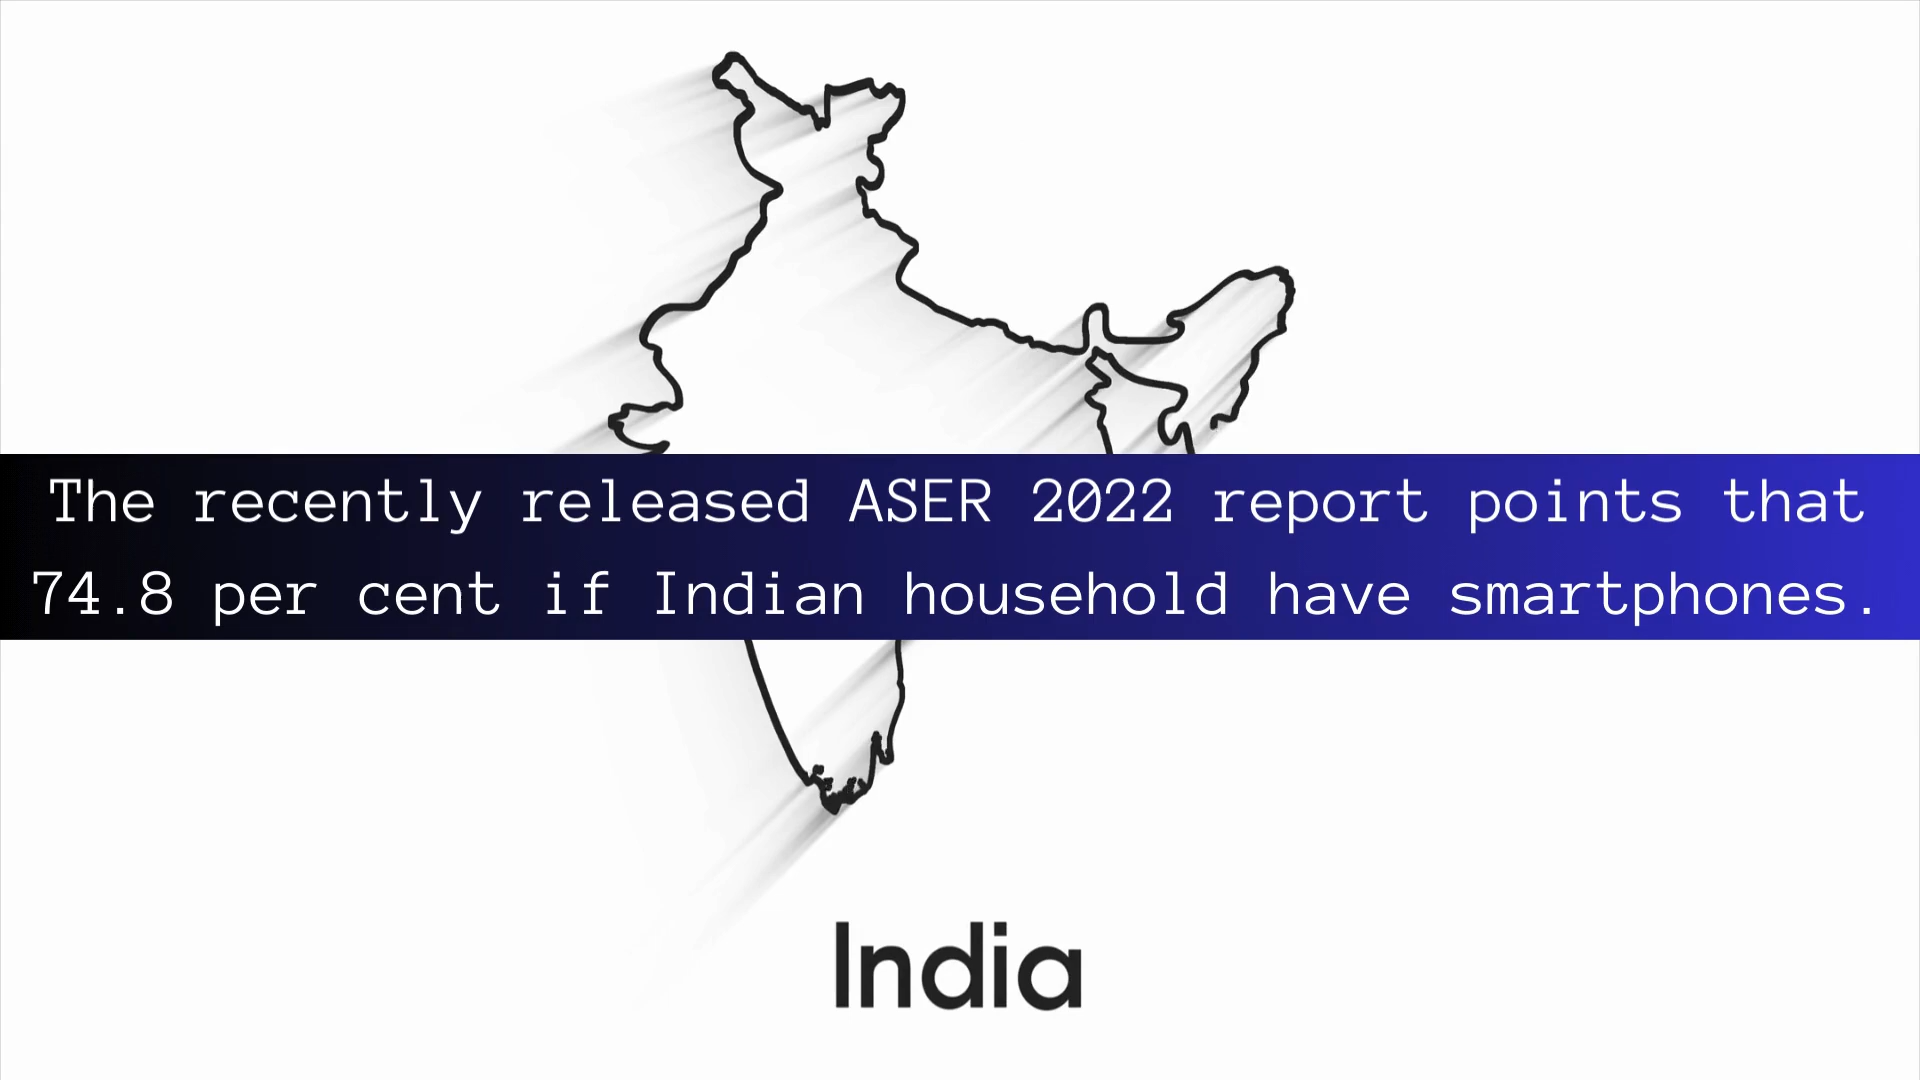 The recently released ASER 2022 report points that
74.8 per cent if Indian household have smartphones.
India